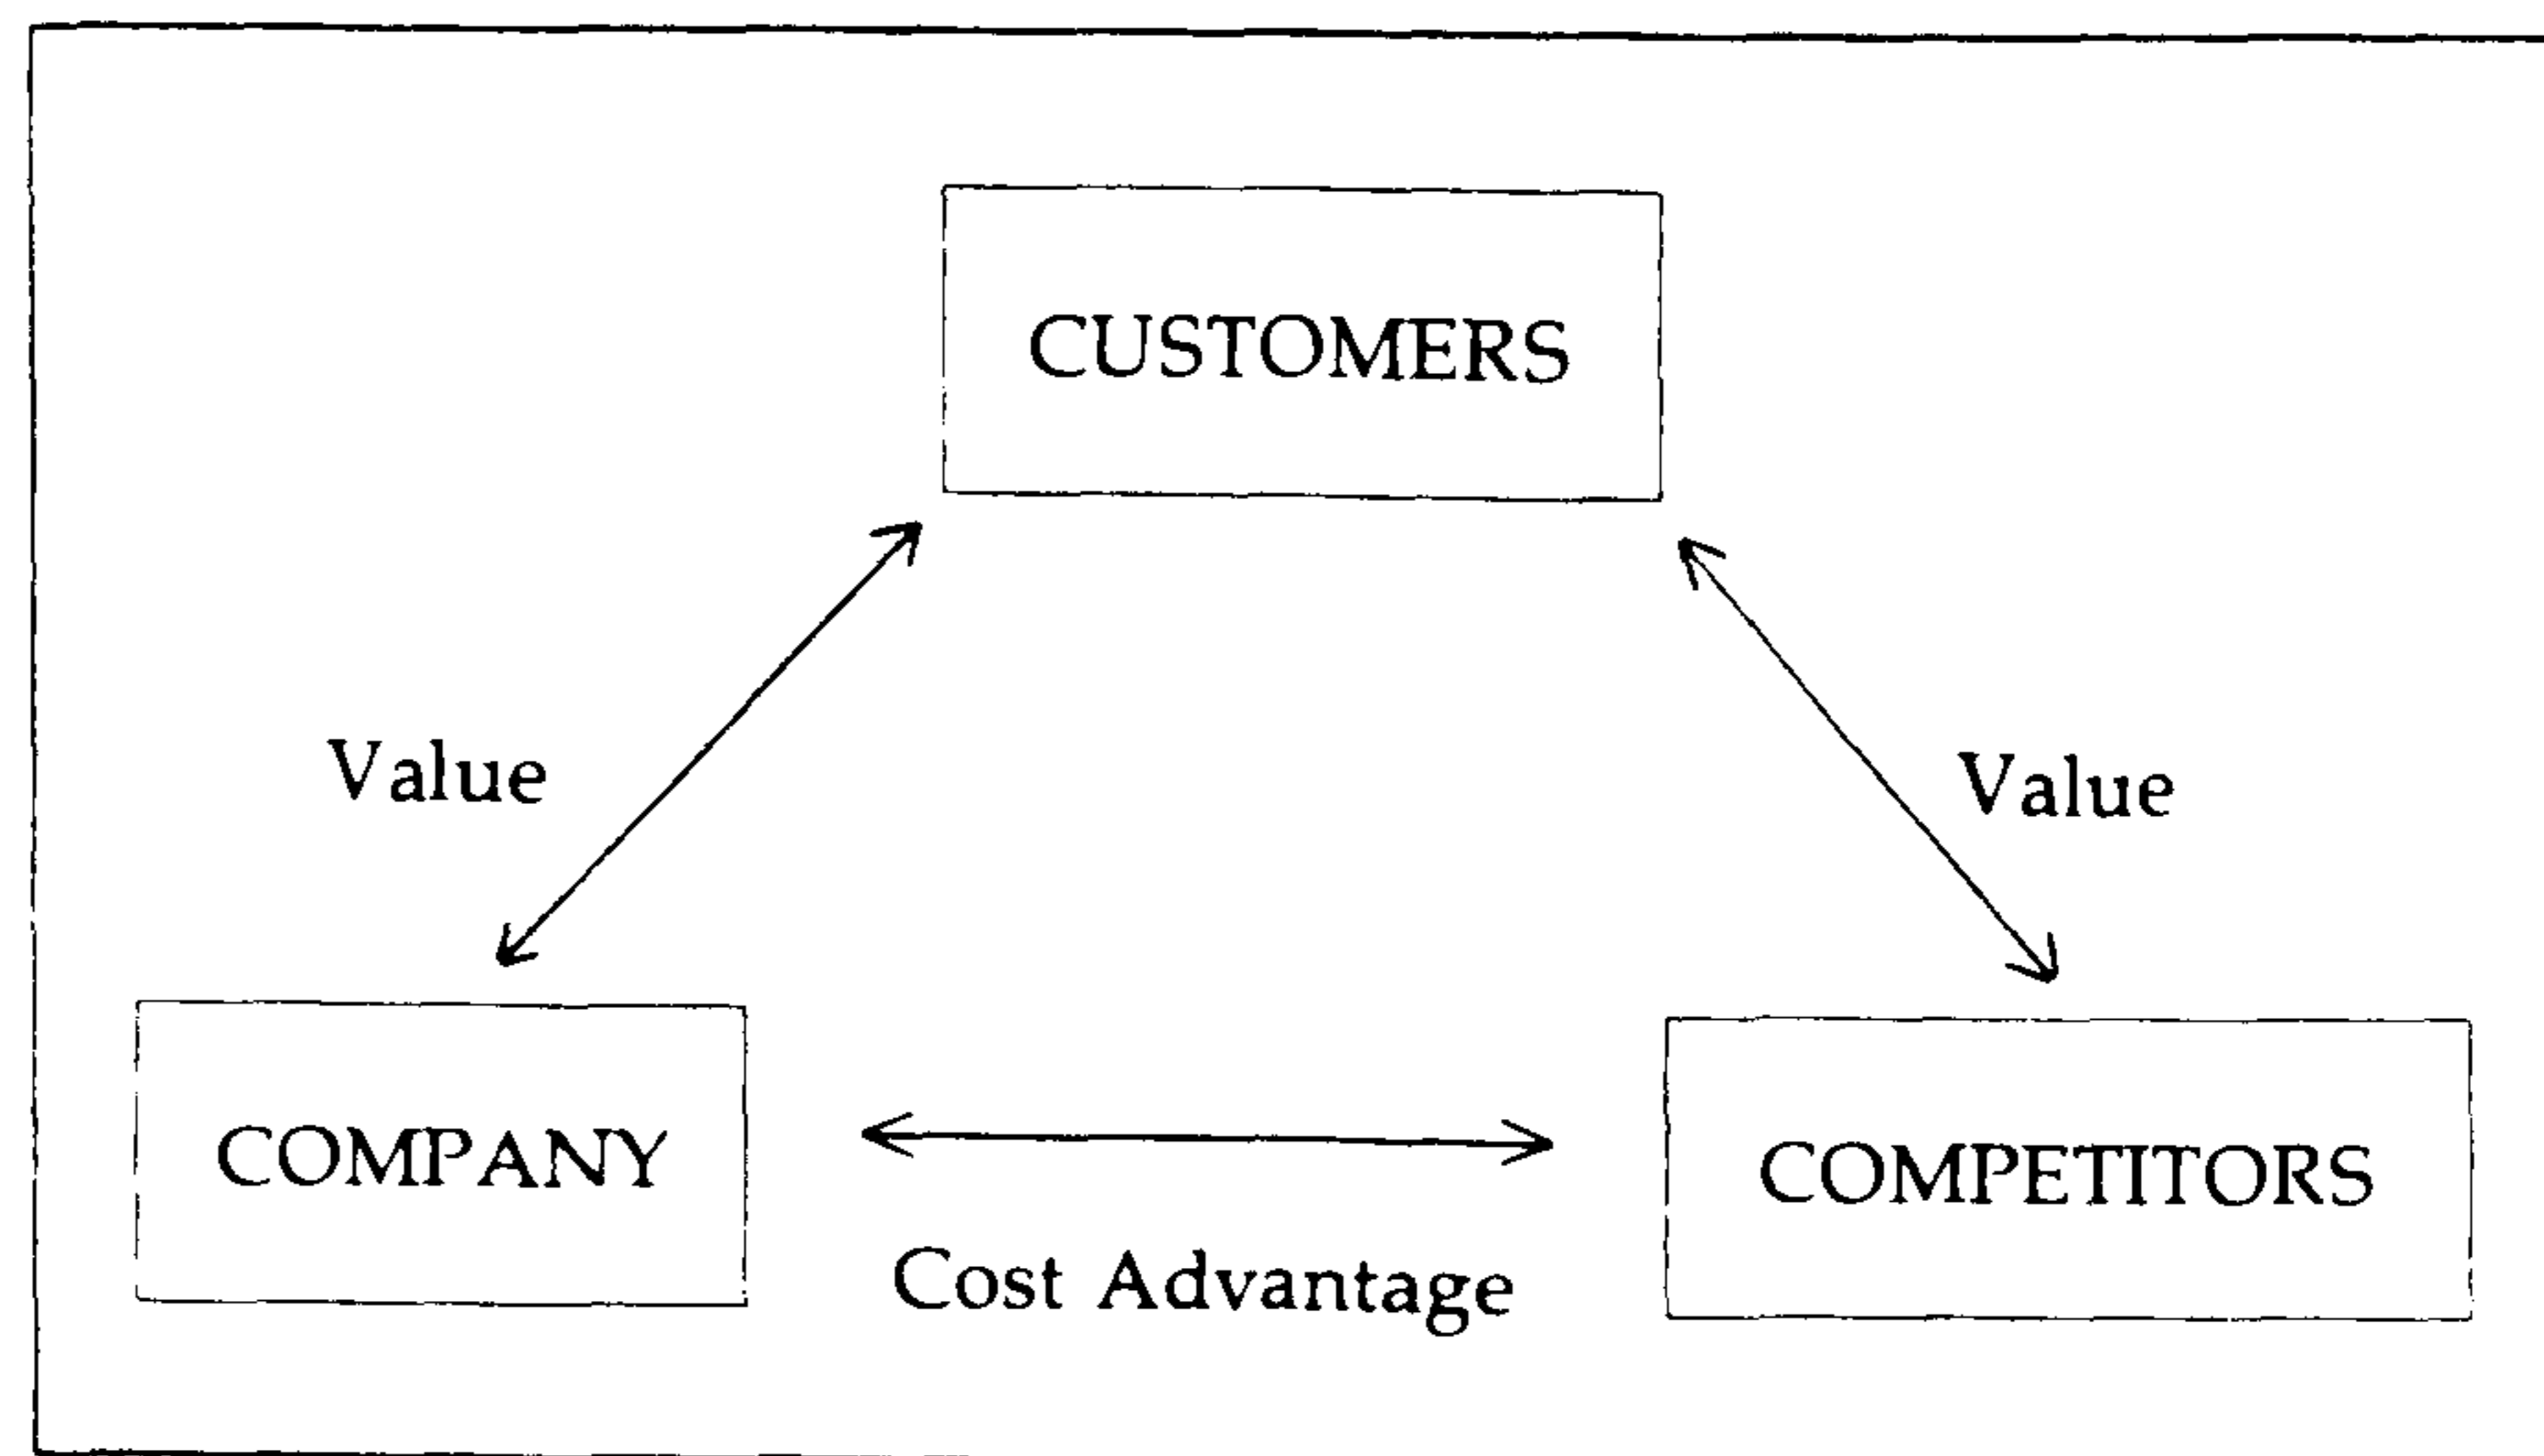 CUSTOMERS
Value
Value
COMPANY
COMPETITORS
Cost Advantage